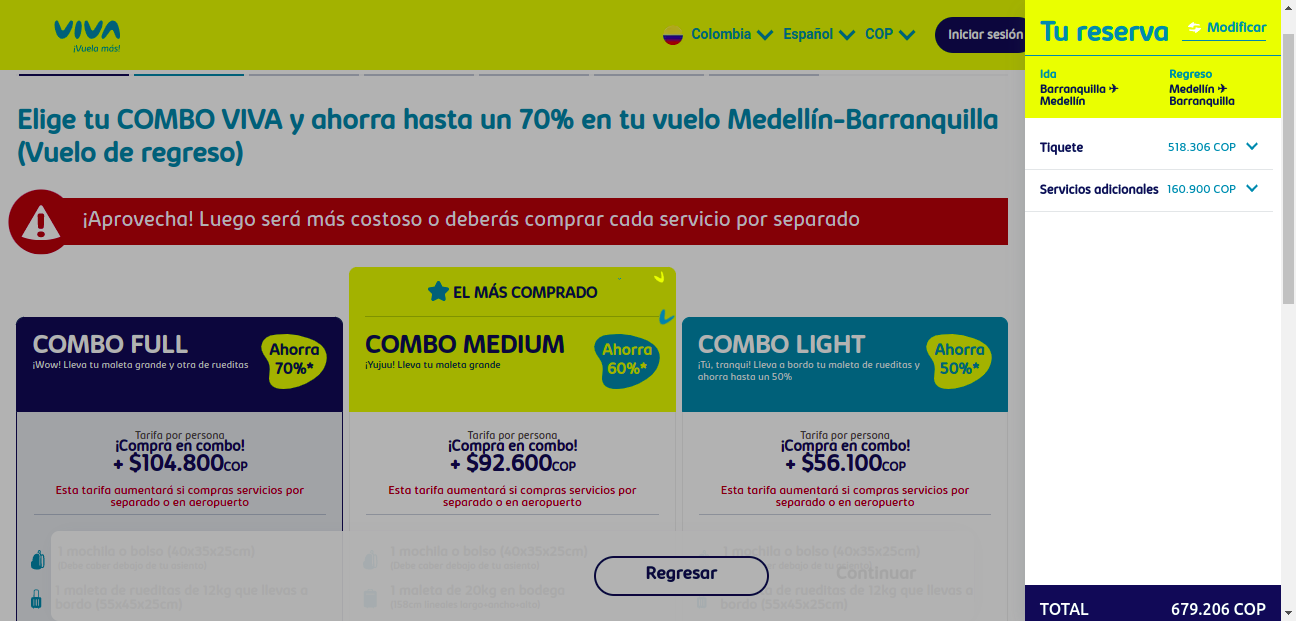 VIVA
¡Vuela más!
Colombia
Español
COP
Iniciar sesión
Elige tu COMBO VIVA y ahorra hasta un 70% en tu vuelo Medellín-Barranquilla
(Vuelo de regreso)
¡Aprovecha! Luego será más costoso o deberás comprar cada servicio por separado
EL MÁS COMPRADO
COMBO FULL
¡Wow! Lleva tu maleta grande y otra de rueditas
Ahorra
70%*
COMBO MEDIUM
¡Yujuu! Lleva tu maleta grande
Ahorra
60%*
COMBO LIGHT
¡Tú, tranqui! Lleva a bordo tu maleta de rueditas y
ahorra hasta un 50%
Ahorra
50%*
Tarifa por persona
¡Compra en combo!
+ $104.800COP
Esta tarifa aumentará si compras servicios por
separado o en aeropuerto
Tarifa por persona
¡Compra en combo!
+ $92.600COP
Esta tarifa aumentará si compras servicios por
separado o en aeropuerto
Tarifa por persona
¡Compra en combo!
+ $56.100COP
Esta tarifa aumentará si compras servicios por
separado o en aeropuerto
1 mochila o bolso (40x35x25cm)
(Debe caber debajo de tu asiento)
1 maleta de rueditas de 12kg que llevas a
bordo (55x45x25cm)
1 mochila o bolso (40x35x25cm)
(Debe caber debajo de tu asiento)
1 maleta de 20kg en bodega
(158cm lineales largo+ancho+alto)
1 mochila o bolso (40x35x25cm)
debajo de tu asiento)
1 maleta de rueditas de 12kg que llevas a
bordo (55x45x25cm)
Regresar
Continuar
Tu reserva
Modificar
Ida
Barranquilla ✈
Medellín
Regreso
Medellín ✈
Barranquilla
Tiquete 518.306 COP
Servicios adicionales 160.900 COP
TOTAL 679.206 COP